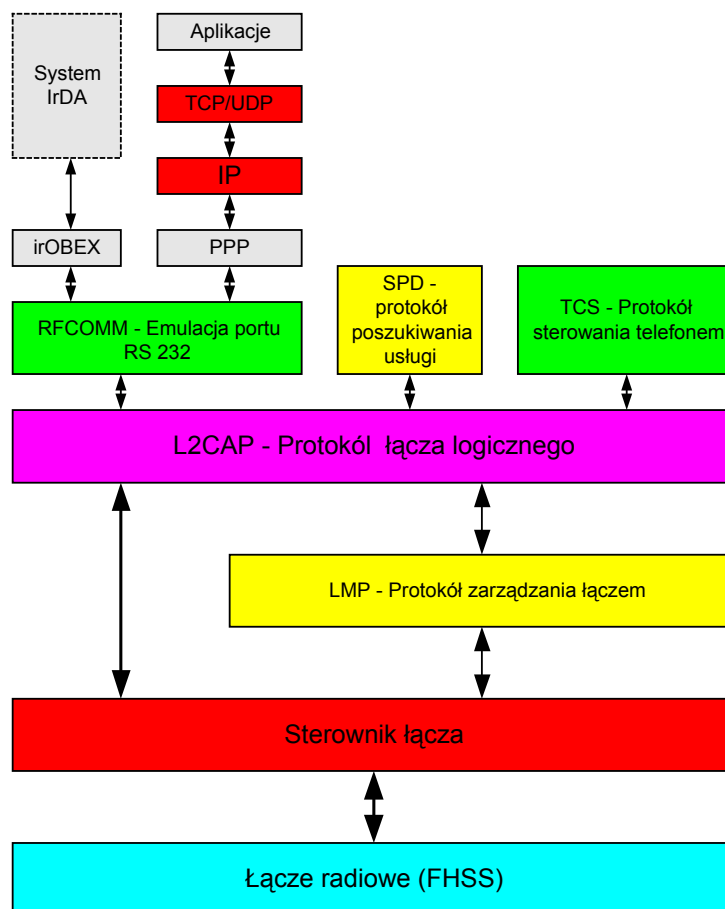 Aplikacje
System
IrDA
TCP/UDP
IP
irOBEX
PPP
SPD -
protokół
poszukiwania
usługi
TCS - Protokół
sterowania telefonem
RFCOMM - Emulacja portu
RS 232
L2CAP - Protokól łącza logicznego
LMP - Protokół zarządzania łączem
Sterownik łącza
Łącze radiowe (FHSS)